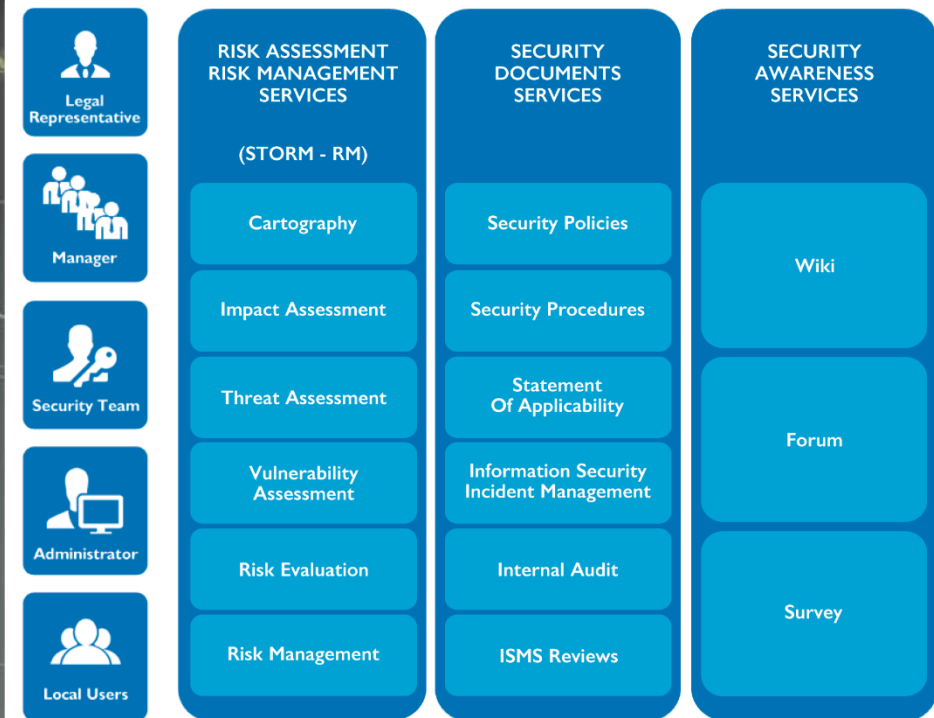 Legal
Representative
Manager
Security Team
Administrator
Local Users
RISK ASSESSMENT
RISK MANAGEMENT
SERVICES
(STORM - RM)
Cartography
Impact Assessment
Threat Assessment
Vulnerability
Assessment
Risk Evaluation
Risk Management
SECURITY
DOCUMENTS
SERVICES
Security Policies
Security Procedures
Statement
Of Applicability
Information Security
Incident Management
Internal Audit
ISMS Reviews
SECURITY
AWARENESS
SERVICES
Wiki
Forum
Survey